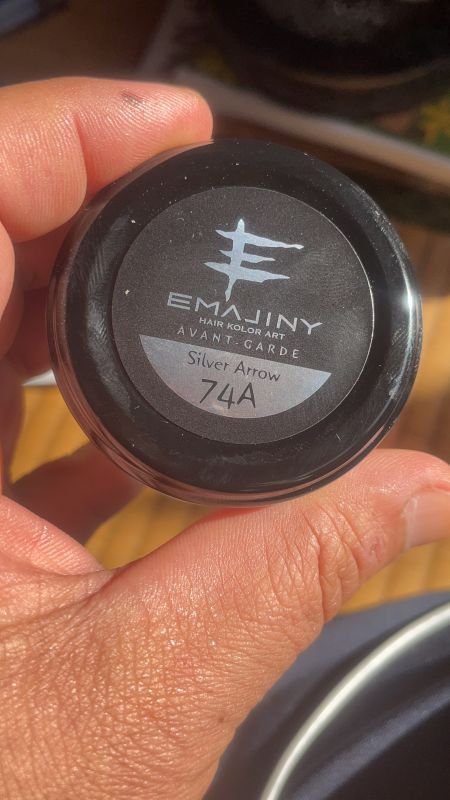 EMAJINY
HAIR KOLOR ART
AVANT-GARDE
Silver Arrow
74A